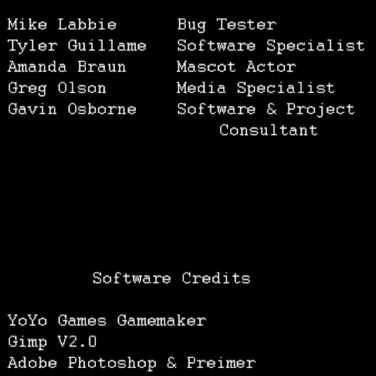 Mike Labbie Bug Tester
Tyler Guillame Software Specialist
Amanda Braun Mascot Actor
Greg Olson Media Specialist
Gavin Osborne Software & Project
Consultant
Software Credits
YoYo Games Gamemaker
Gimp V2.0
Adobe Photoshop & Preimer